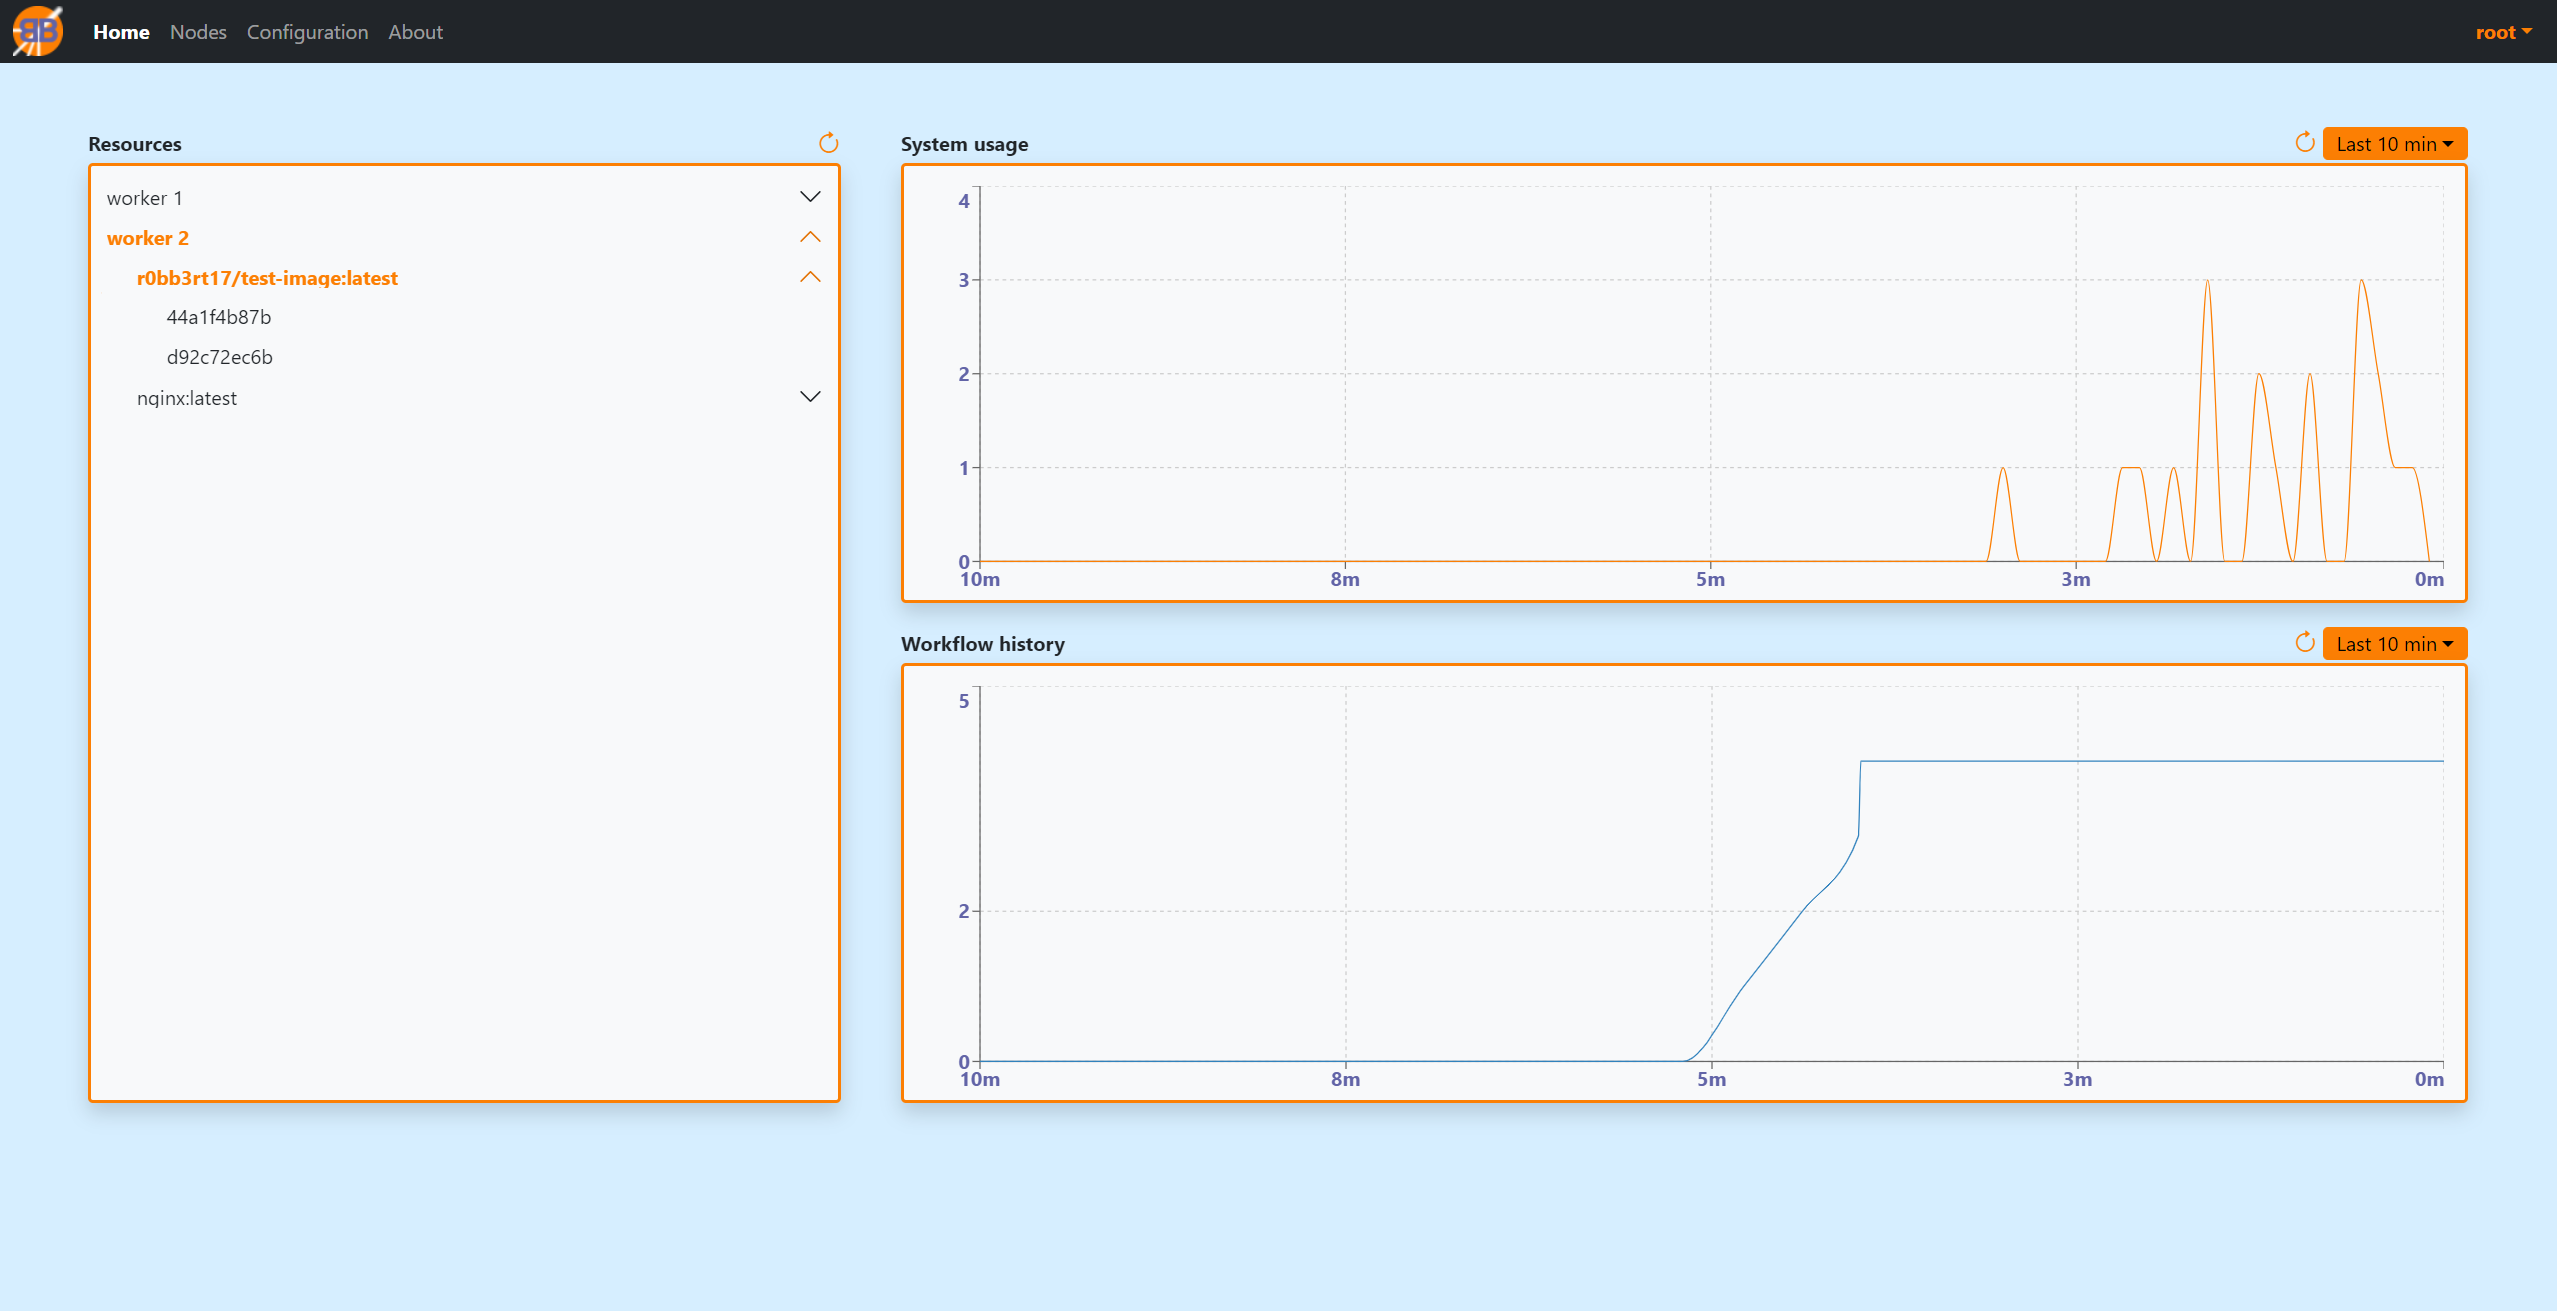 BB Home Nodes Configuration About root
Resources
worker 1
worker 2
r0bb3rt17/test-image:latest
44a1f4b87b
d92c72ec6b
nginx:latest
System usage Last 10 min
4
3
2
1
0
10m 8m 5m 3m 0m
Workflow history Last 10 min
5
2
0
10m 8m 5m 3m 0m